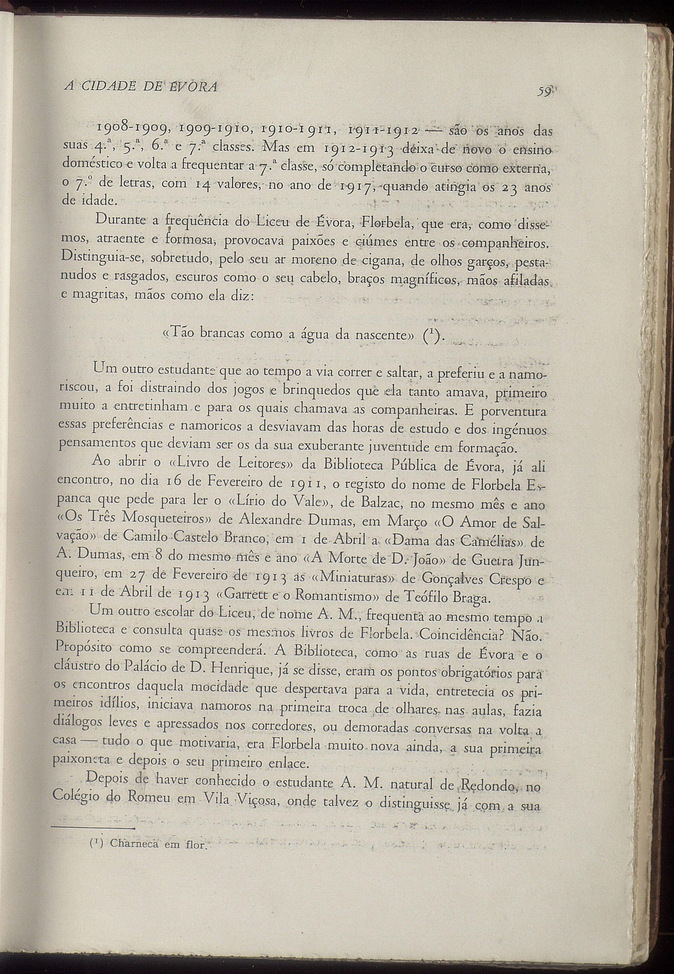 A CIDADE DE ÉVORA 59
1908-1909, 1909-1910, 1910-1911, 1911-1912 — são os anos das
suas 4.ª, 5.ª, 6.ª e 7.ª classes. Mas em 1912-1913 deixa de novo o ensino
doméstico e volta a frequentar a 7.ª classe, só completando o curso como externa,
o 7.º de letras, com 14 valores, no ano de 1917, quando atingia os 23 anos
de idade.
Durante a frequência do Liceu de Évora, Florbela, que era, como disse-
mos, atraente e formosa, provocava paixões e ciúmes entre os companheiros.
Distinguia-se, sobretudo, pelo seu ar moreno de cigana, de olhos garços, pesta-
nudos e rasgados, escuros como o seu cabelo, braços magníficos, mãos afiladas
e magritas, mãos como ela diz:
«Tão brancas como a água da nascente» (¹).
Um outro estudante que ao tempo a via correr e saltar, a preferiu e a namo-
riscou, a foi distraindo dos jogos e brinquedos que ela tanto amava, primeiro
muito a entretinham e para os quais chamava as companheiras. E porventura
essas preferências e namoricos a desviavam das horas de estudo e dos ingénuos
pensamentos que deviam ser os da sua exuberante juventude em formação.
Ao abrir o «Livro de Leitores» da Biblioteca Pública de Évora, já ali
encontro, no dia 16 de Fevereiro de 1911, o registo do nome de Florbela Es-
panca que pede para ler o «Lírio do Vale», de Balzac, no mesmo mês e ano
«Os Três Mosqueteiros» de Alexandre Dumas, em Março «O Amor de Sal-
vação» de Camilo Castelo Branco, em 1 de Abril a «Dama das Camélias» de
A. Dumas, em 8 do mesmo mês e ano «A Morte de D. João» de Guerra Jun-
queiro, em 27 de Fevereiro de 1913 as «Miniaturas» de Gonçalves Crespo e
em 11 de Abril de 1913 «Garrett e o Romantismo» de Teófilo Braga.
Um outro escolar do Liceu, de nome A. M., frequenta ao mesmo tempo a
Biblioteca e consulta quase os mesmos livros de Florbela. Coincidência? Não.
Propósito como se compreenderá. A Biblioteca, como as ruas de Évora e o
cláustro do Palácio de D. Henrique, já se disse, eram os pontos obrigatórios para
os encontros daquela mocidade que despertava para a vida, entretecia os pri-
meiros idílios, iniciava namoros na primeira troca de olhares nas aulas, fazia
diálogos leves e apressados nos corredores, ou demoradas conversas na volta a
casa — tudo o que motivaria, era Florbela muito nova ainda, a sua primeira
paixoneta e depois o seu primeiro enlace.
Depois de haver conhecido o estudante A. M. natural de Redondo, no
Colégio do Romeu em Vila Viçosa, onde talvez o distinguisse já com a sua
(¹) Charneca em flor.